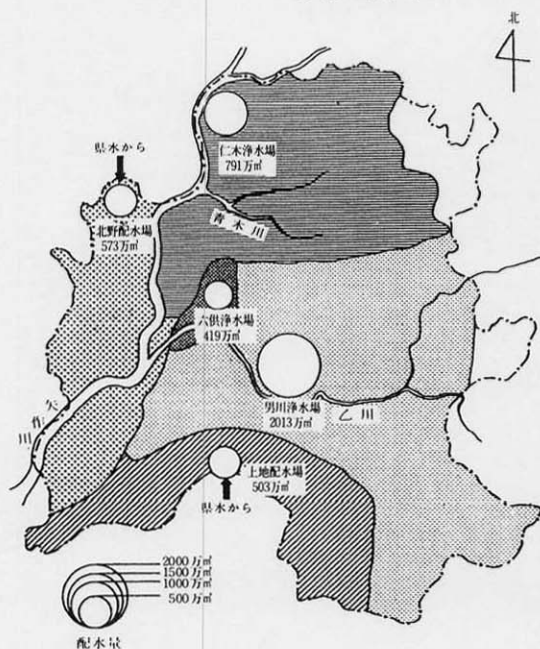 北
仁木浄水場
791万㎥
県水から
北野配水場
573万㎥
青木川
六供浄水場
419万㎥
男川浄水場
2013万㎥
乙川
矢作川
上地配水場
503万㎥
県水から
2000万㎥
1500万㎥
1000万㎥
500万㎥
配水量